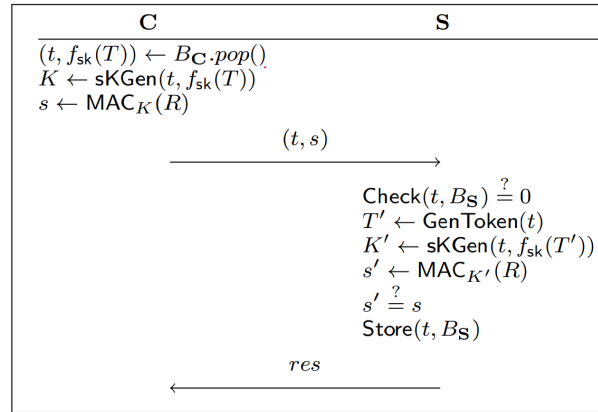 C S
(t, f_sk(T)) ← B_C.pop()
K ← sKGen(t, f_sk(T))
s ← MAC_K(R)
(t, s)
Check(t, B_S) ≟ 0
T′ ← GenToken(t)
K′ ← sKGen(t, f_sk(T′))
s′ ← MAC_K′(R)
s′ ≟ s
Store(t, B_S)
res